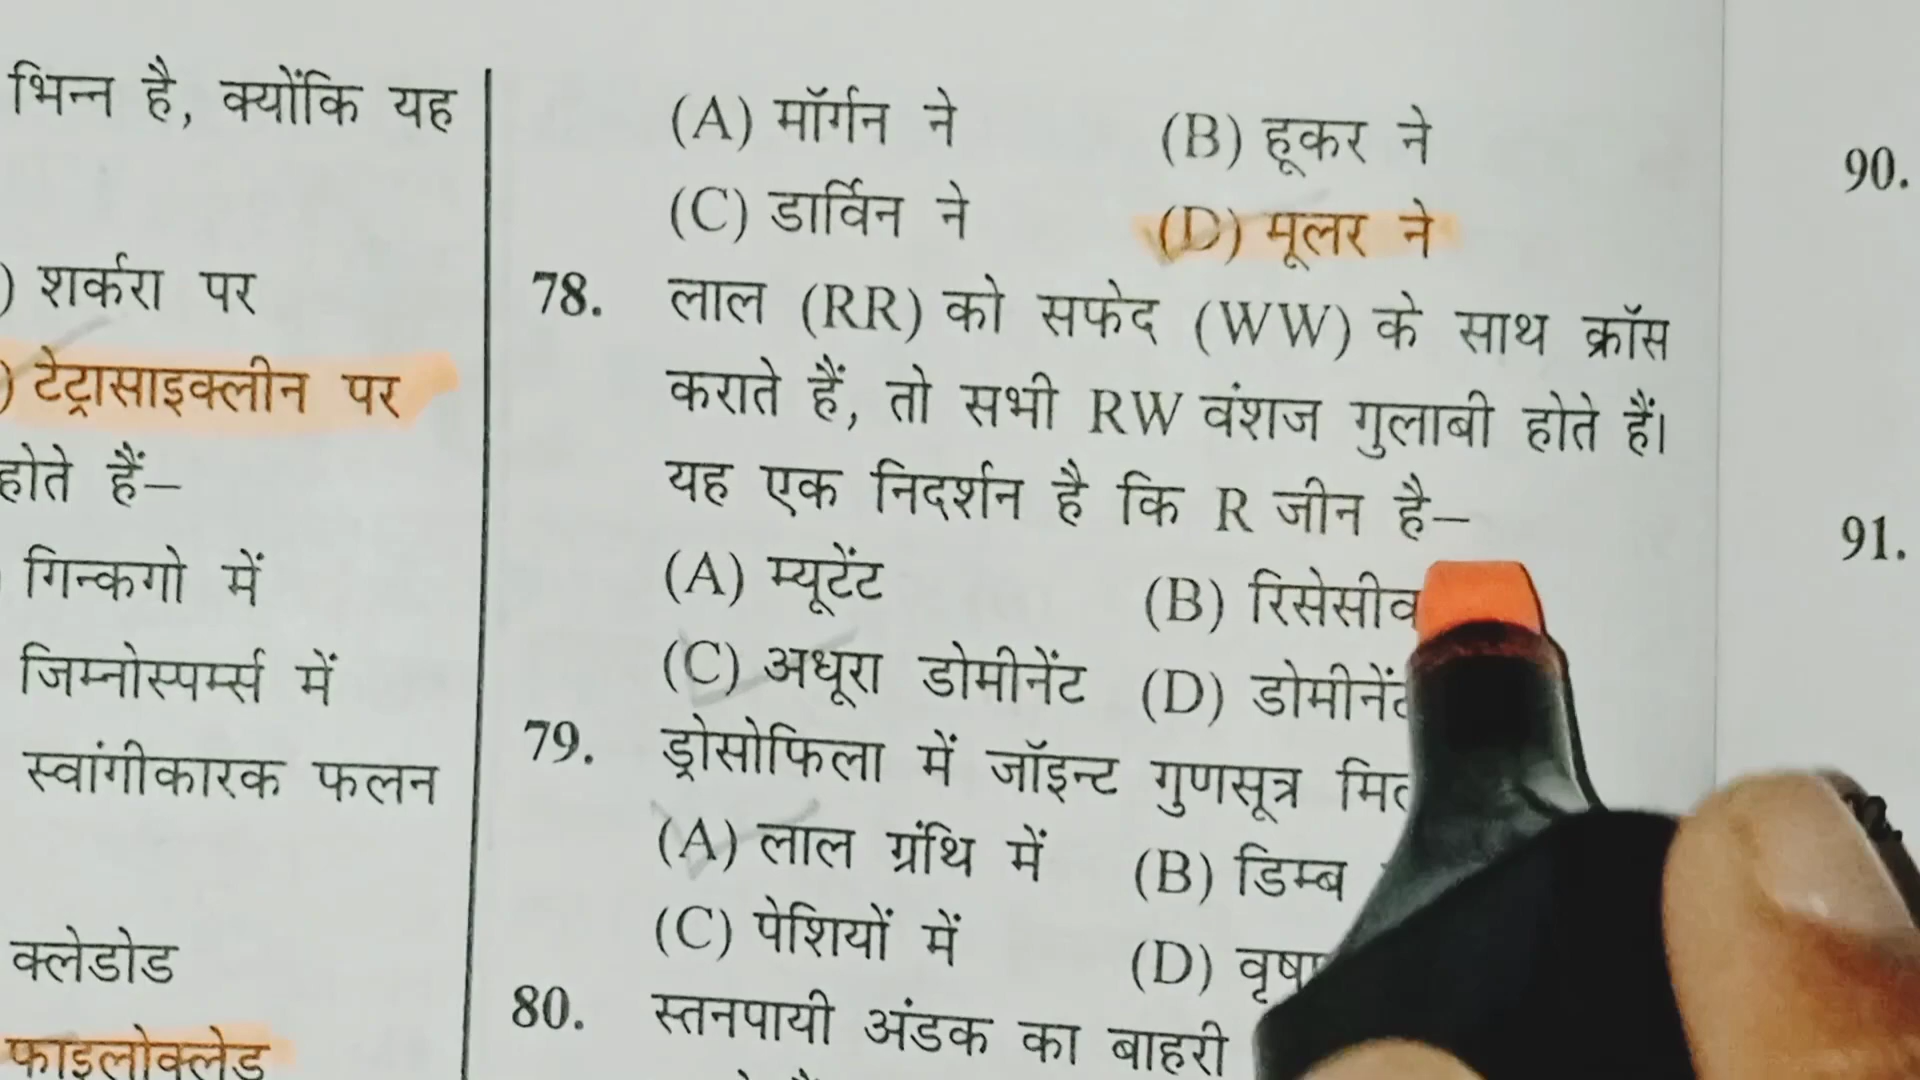 भिन्न है, क्योंकि यह
) शर्करा पर
) टेट्रासाइक्लीन पर
होते हैं–
गिन्कगो में
जिम्नोस्पर्म्स में
स्वांगीकारक फलन
क्लेडोड
फाइलोक्लेड
(A) मॉर्गन ने (B) हूकर ने
(C) डार्विन ने (D) मूलर ने
78. लाल (RR) को सफेद (WW) के साथ क्रॉस
कराते हैं, तो सभी RW वंशज गुलाबी होते हैं।
यह एक निदर्शन है कि R जीन है–
(A) म्यूटेंट (B) रिसेसीव
(C) अधूरा डोमीनेंट (D) डोमीनेंट
79. ड्रोसोफिला में जॉइन्ट गुणसूत्र
(A) लाल ग्रंथि में (B) डिम्ब
(C) पेशियों में (D)
80. स्तनपायी अंडक का बाहरी
90.
91.